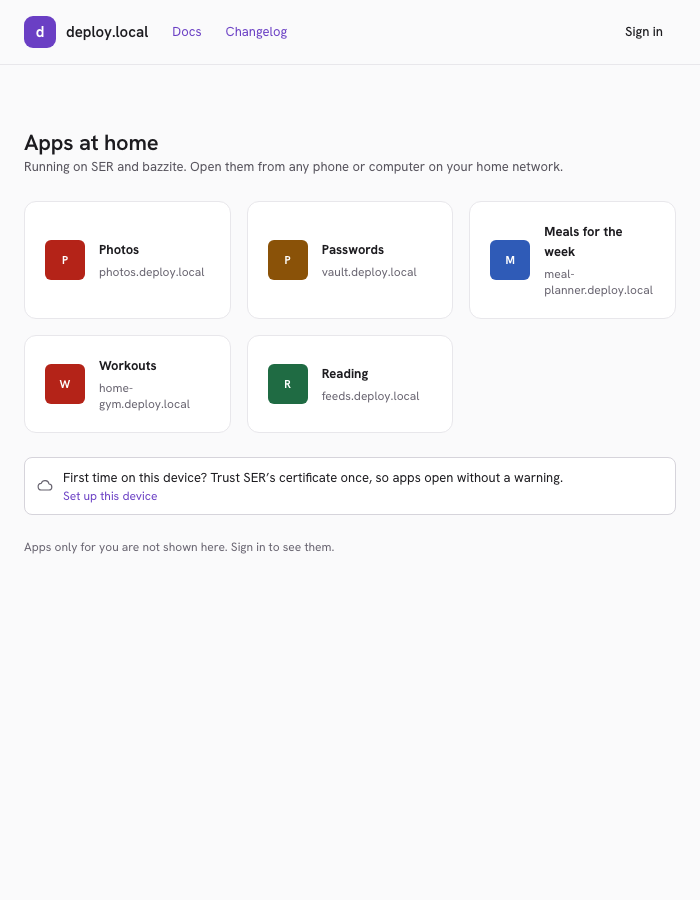 d deploy.local Docs Changelog Sign in
Apps at home
Running on SER and bazzite. Open them from any phone or computer on your home network.
P
Photos
photos.deploy.local
P
Passwords
vault.deploy.local
M
Meals for the
week
meal-
planner.deploy.local
W
Workouts
home-
gym.deploy.local
R
Reading
feeds.deploy.local
First time on this device? Trust SER’s certificate once, so apps open without a warning.
Set up this device
Apps only for you are not shown here. Sign in to see them.